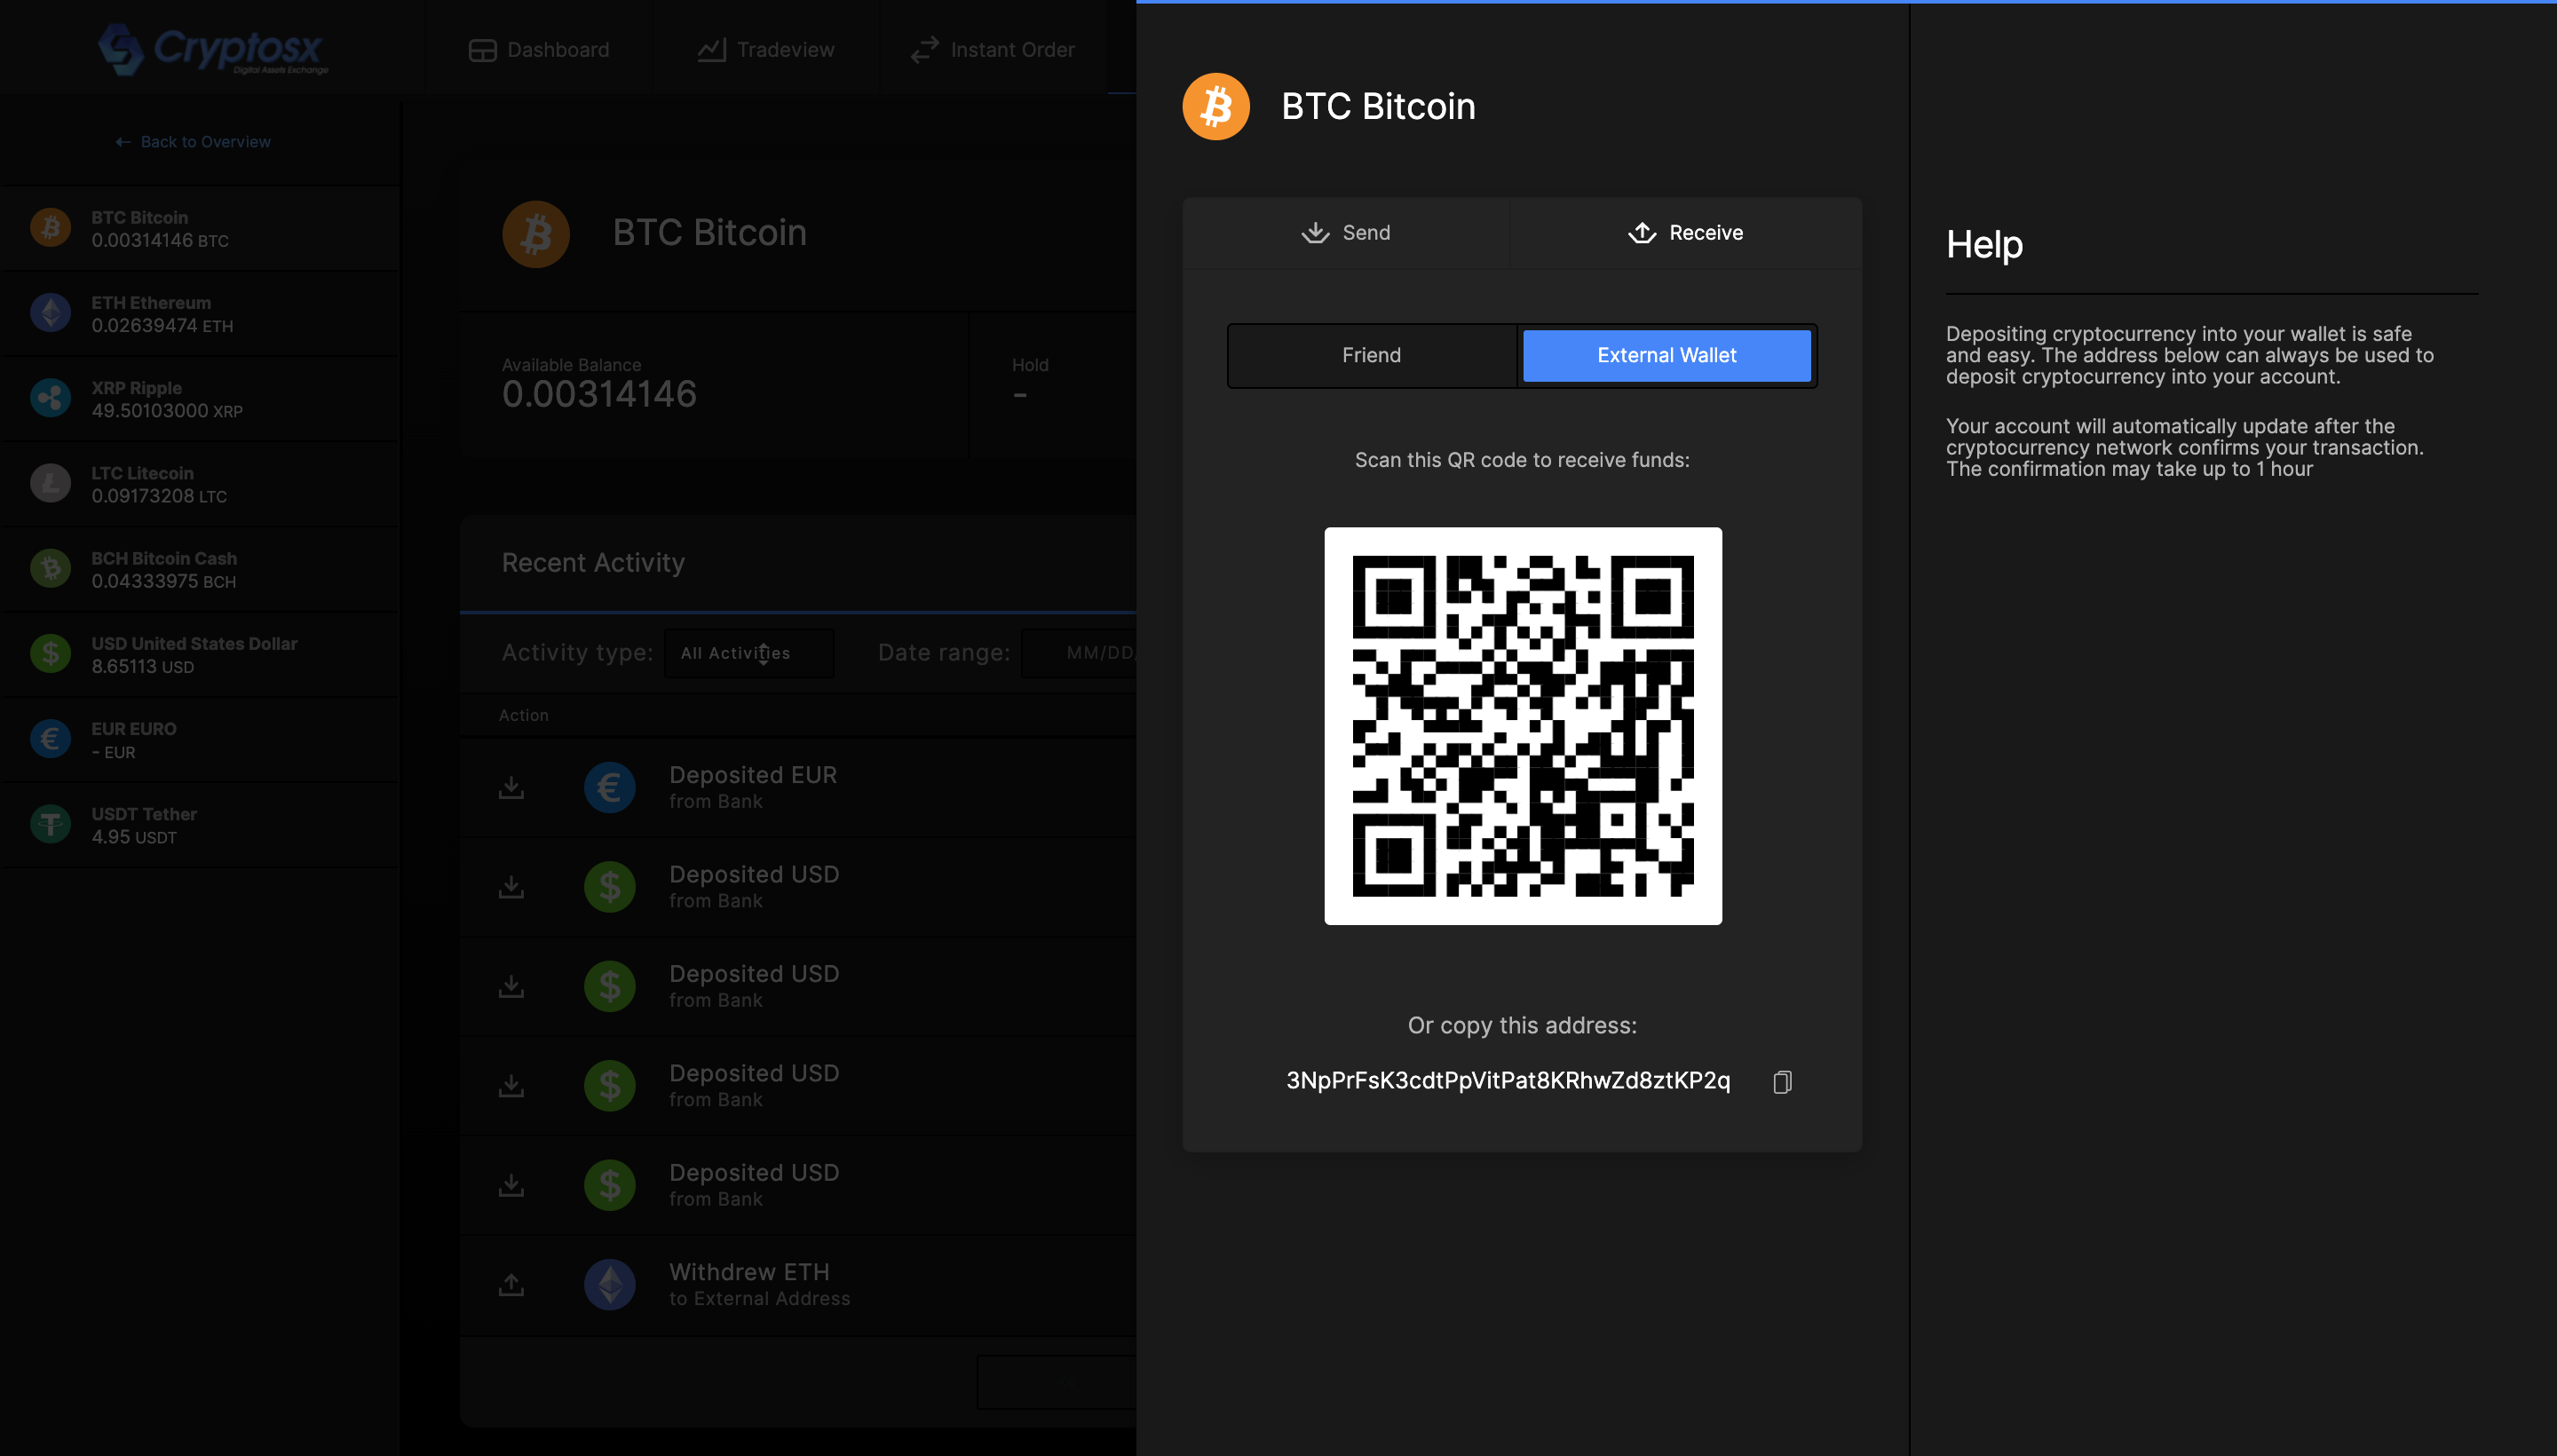 Cryptosx
Digital Assets Exchange
Dashboard
Tradeview
Instant Order
Back to Overview
BTC Bitcoin
0.00314146 BTC
ETH Ethereum
0.02639474 ETH
XRP Ripple
49.50103000 XRP
LTC Litecoin
0.09173208 LTC
BCH Bitcoin Cash
0.04333975 BCH
USD United States Dollar
8.65113 USD
EUR EURO
- EUR
USDT Tether
4.95 USDT
BTC Bitcoin
Available Balance
0.00314146
Hold
-
Recent Activity
Activity type: All Activities Date range: MM/DD/
Action
Deposited EUR
from Bank
Deposited USD
from Bank
Deposited USD
from Bank
Deposited USD
from Bank
Deposited USD
from Bank
Withdrew ETH
to External Address
BTC Bitcoin
Send
Receive
Friend
External Wallet
Scan this QR code to receive funds:
Or copy this address:
3NpPrFsK3cdtPpVitPat8KRhwZd8ztKP2q
Help
Depositing cryptocurrency into your wallet is safe
and easy. The address below can always be used to
deposit cryptocurrency into your account.
Your account will automatically update after the
cryptocurrency network confirms your transaction.
The confirmation may take up to 1 hour